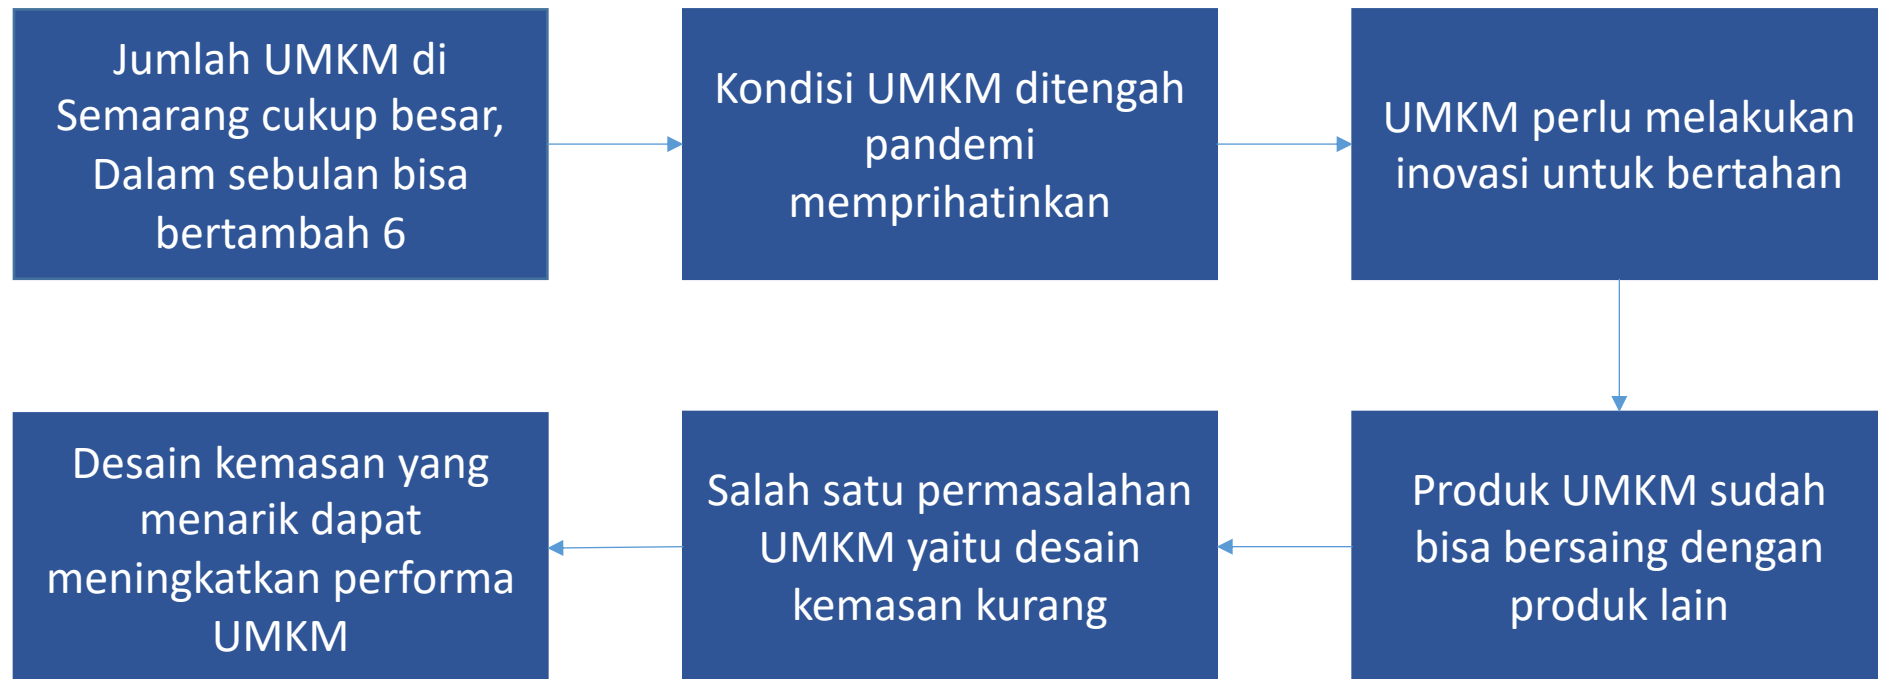 Jumlah UMKM di
Semarang cukup besar,
Dalam sebulan bisa
bertambah 6
Kondisi UMKM ditengah
pandemi
memprihatinkan
UMKM perlu melakukan
inovasi untuk bertahan
Produk UMKM sudah
bisa bersaing dengan
produk lain
Salah satu permasalahan
UMKM yaitu desain
kemasan kurang
Desain kemasan yang
menarik dapat
meningkatkan performa
UMKM